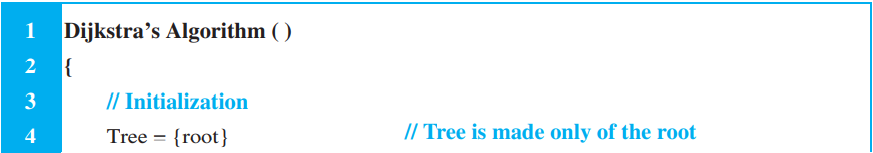 1 Dijkstra’s Algorithm ( )
2 {
3 // Initialization
4 Tree = {root} // Tree is made only of the root